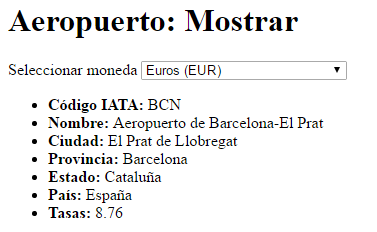 Aeropuerto: Mostrar
Seleccionar moneda Euros (EUR)
Código IATA: BCN
Nombre: Aeropuerto de Barcelona-El Prat
Ciudad: El Prat de Llobregat
Provincia: Barcelona
Estado: Cataluña
País: España
Tasas: 8.76